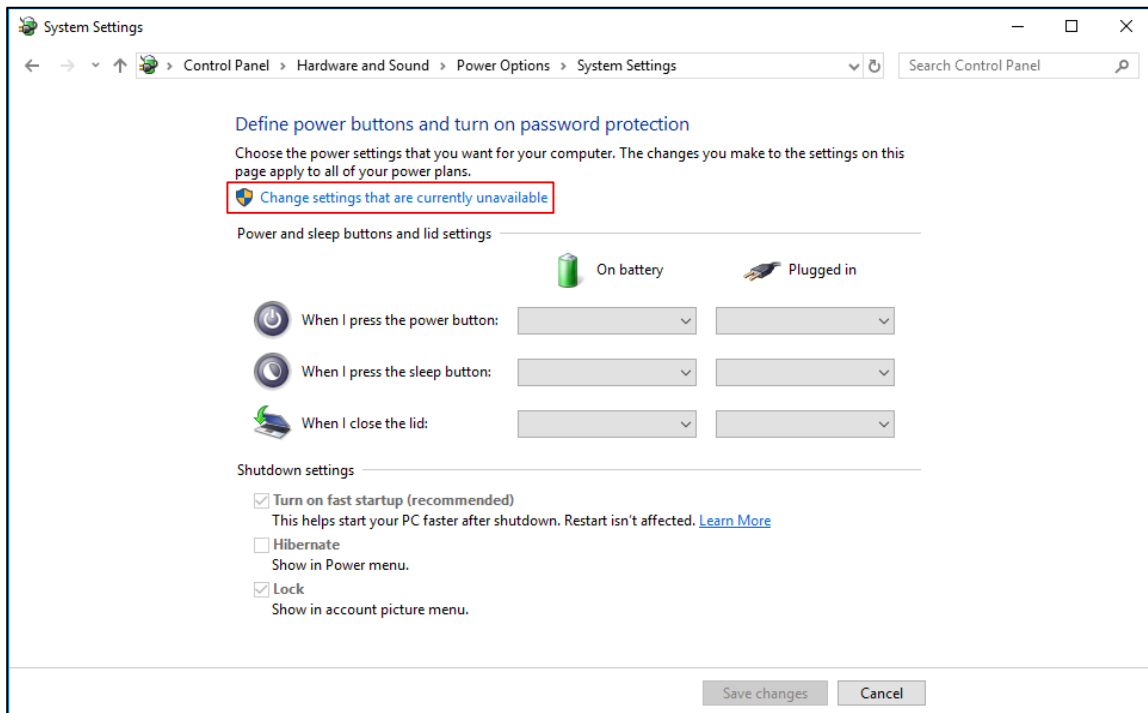 System Settings
Control Panel > Hardware and Sound > Power Options > System Settings
Search Control Panel
Define power buttons and turn on password protection
Choose the power settings that you want for your computer. The changes you make to the settings on this
page apply to all of your power plans.
Change settings that are currently unavailable
Power and sleep buttons and lid settings
On battery
Plugged in
When I press the power button:
When I press the sleep button:
When I close the lid:
Shutdown settings
Turn on fast startup (recommended)
This helps start your PC faster after shutdown. Restart isn't affected. Learn More
Hibernate
Show in Power menu.
Lock
Show in account picture menu.
Save changes
Cancel